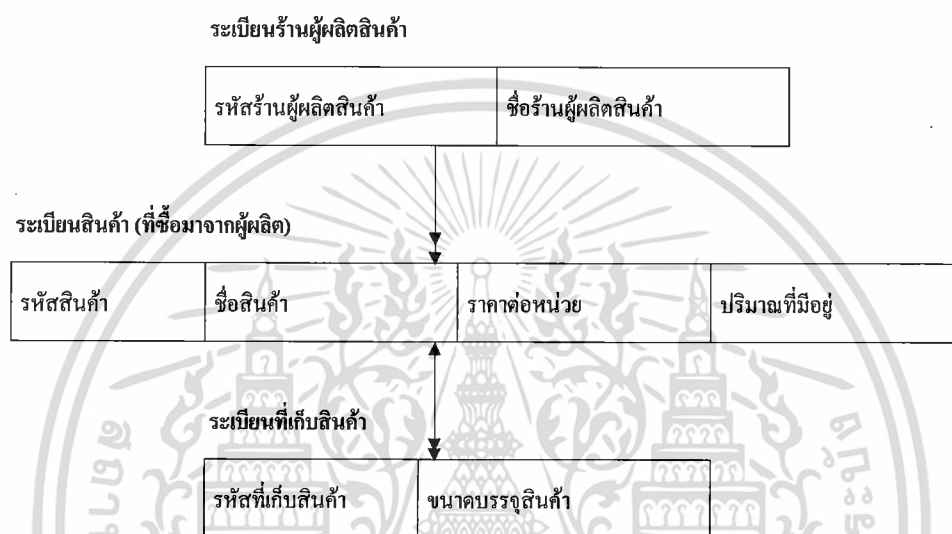 ระเบียนร้านผู้ผลิตสินค้า
รหัสร้านผู้ผลิตสินค้า ชื่อร้านผู้ผลิตสินค้า
ระเบียนสินค้า (ที่ซื้อมาจากผู้ผลิต)
รหัสสินค้า ชื่อสินค้า ราคาต่อหน่วย ปริมาณที่มีอยู่
ระเบียนที่เก็บสินค้า
รหัสที่เก็บสินค้า ขนาดบรรจุสินค้า